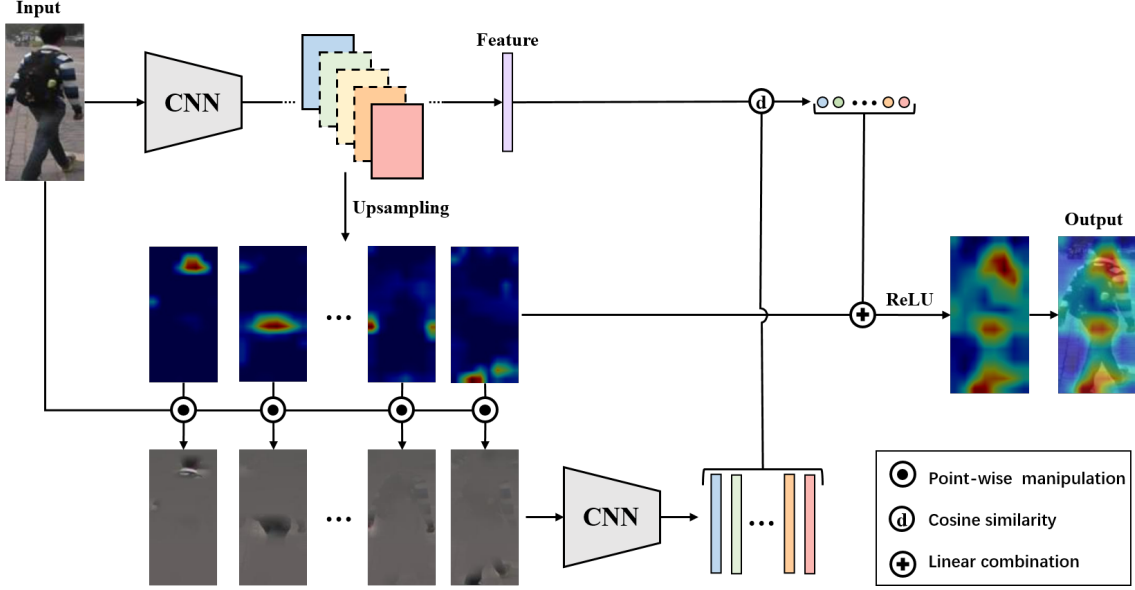 Input
CNN
Feature
d
Upsampling
Output
ReLU
CNN
Point-wise manipulation
d Cosine similarity
Linear combination